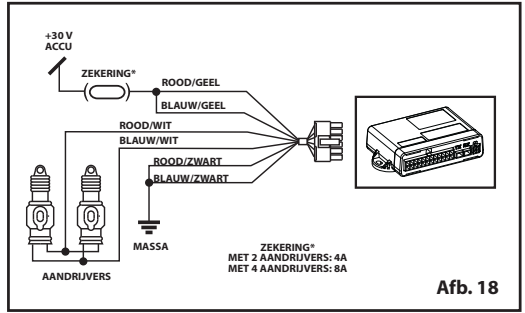 +30 V
ACCU
ZEKERING*
ROOD/GEEL
BLAUW/GEEL
ROOD/WIT
BLAUW/WIT
ROOD/ZWART
BLAUW/ZWART
MASSA
AANDRIJVERS
ZEKERING*
MET 2 AANDRIJVERS: 4A
MET 4 AANDRIJVERS: 8A
Afb. 18